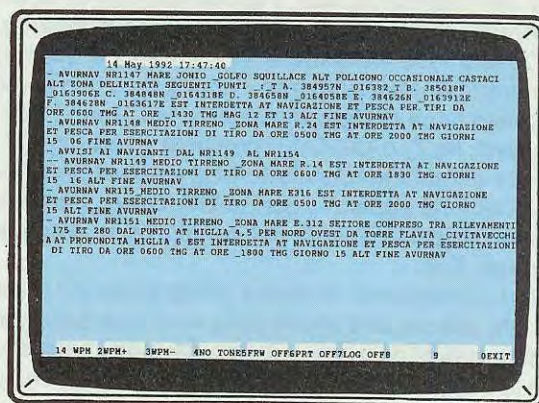 14 May 1992 17:47:40
- AVURNAV NR1147 MARE JONIO _GOLFO SQUILLACE ALT POLIGONO OCCASIONALE CASTACI
ALT ZONA DELIMITATA SEGUENTI PUNTI _:_T A. 384957N _016382_T B. 385018N
_0163906E C. 384848N _0164318E D. 384658N _0164058E E. 384626N _0163912E
F. 384628N _0163617E EST INTERDETTA AT NAVIGAZIONE ET PESCA PER TIRI DA
ORE 0600 TMG AT ORE _1430 TMG MAG 12 ET 13 ALT FINE AVURNAV
-- AVURNAV NR1148 MEDIO TIRRENO _ZONA MARE R.24 EST INTERDETTA AT NAVIGAZIONE
ET PESCA PER ESERCITAZIONI DI TIRO DA ORE 0500 TMG AT ORE 2000 TMG GIORNI
15 06 FINE AVURNAV
- AVVISI AI NAVIGANTI DAL NR1149 _AL NR1154
-- AVURNAV NR1149 MEDIO TIRRENO _ZONA MARE R.14 EST INTERDETTA AT NAVIGAZIONE
ET PESCA PER ESERCITAZIONI DI TIRO DA ORE 0600 TMG AT ORE 1830 TMG GIORNI
15 16 ALT FINE AVURNAV
- AVURNAV NR115_MEDIO TIRRENO _ZONA MARE E316 EST INTERDETTA AT NAVIGAZIONE
ET PESCA PER ESERCITAZIONI DI TIRO DA ORE 0500 TMG AT ORE 2000 TMG GIORNO
15 ALT FINE AVURNAV
- AVURNAV NR1151 MEDIO TIRRENO _ZONA MARE E.312 SETTORE COMPRESO TRA RILEVAMENTI
175 ET 280 DAL PUNTO AT MIGLIA 4,5 PER NORD OVEST DA TORRE FLAVIA _CIVITAVECCHI
A AT PROFONDITA MIGLIA 6 EST INTERDETTA AT NAVIGAZIONE ET PESCA PER ESERCITAZIONI
DI TIRO DA ORE 0600 TMG AT ORE _1800 TMG GIORNO 15 ALT FINE AVURNAV
14 WPM 2WPM+ 3WPM- 4NO TONE5FRW OFF6PRT OFF7LOG OFF8 9 0EXIT